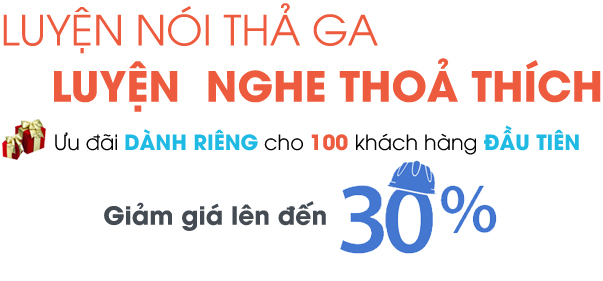 LUYỆN NÓI THẢ GA
LUYỆN NGHE THOẢ THÍCH
Ưu đãi DÀNH RIÊNG cho 100 khách hàng ĐẦU TIÊN
Giảm giá lên đến 30%